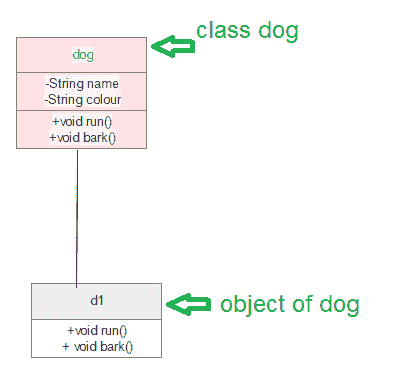 class dog
dog
-String name
-String colour
+void run()
+void bark()
d1
object of dog
+void run()
+ void bark()